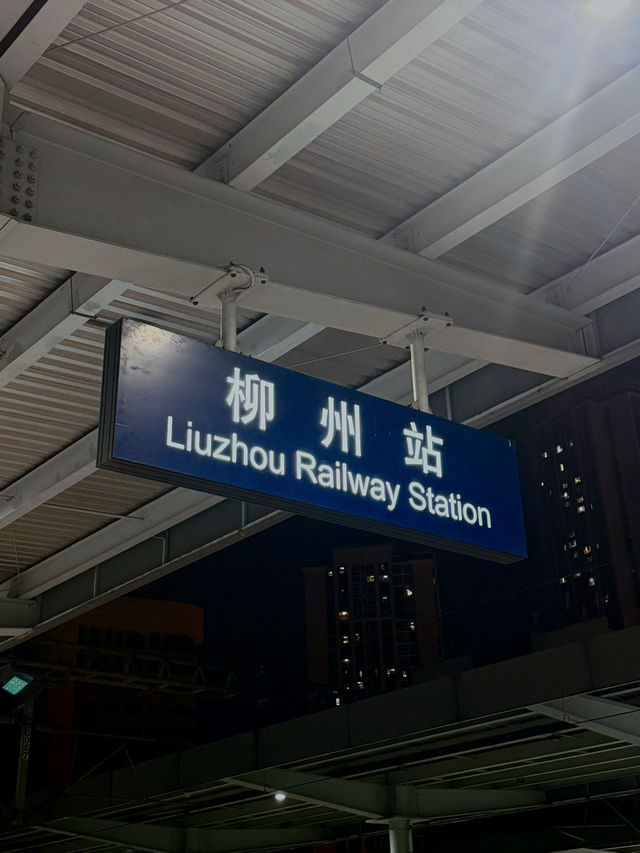 柳州站
Liuzhou Railway Station